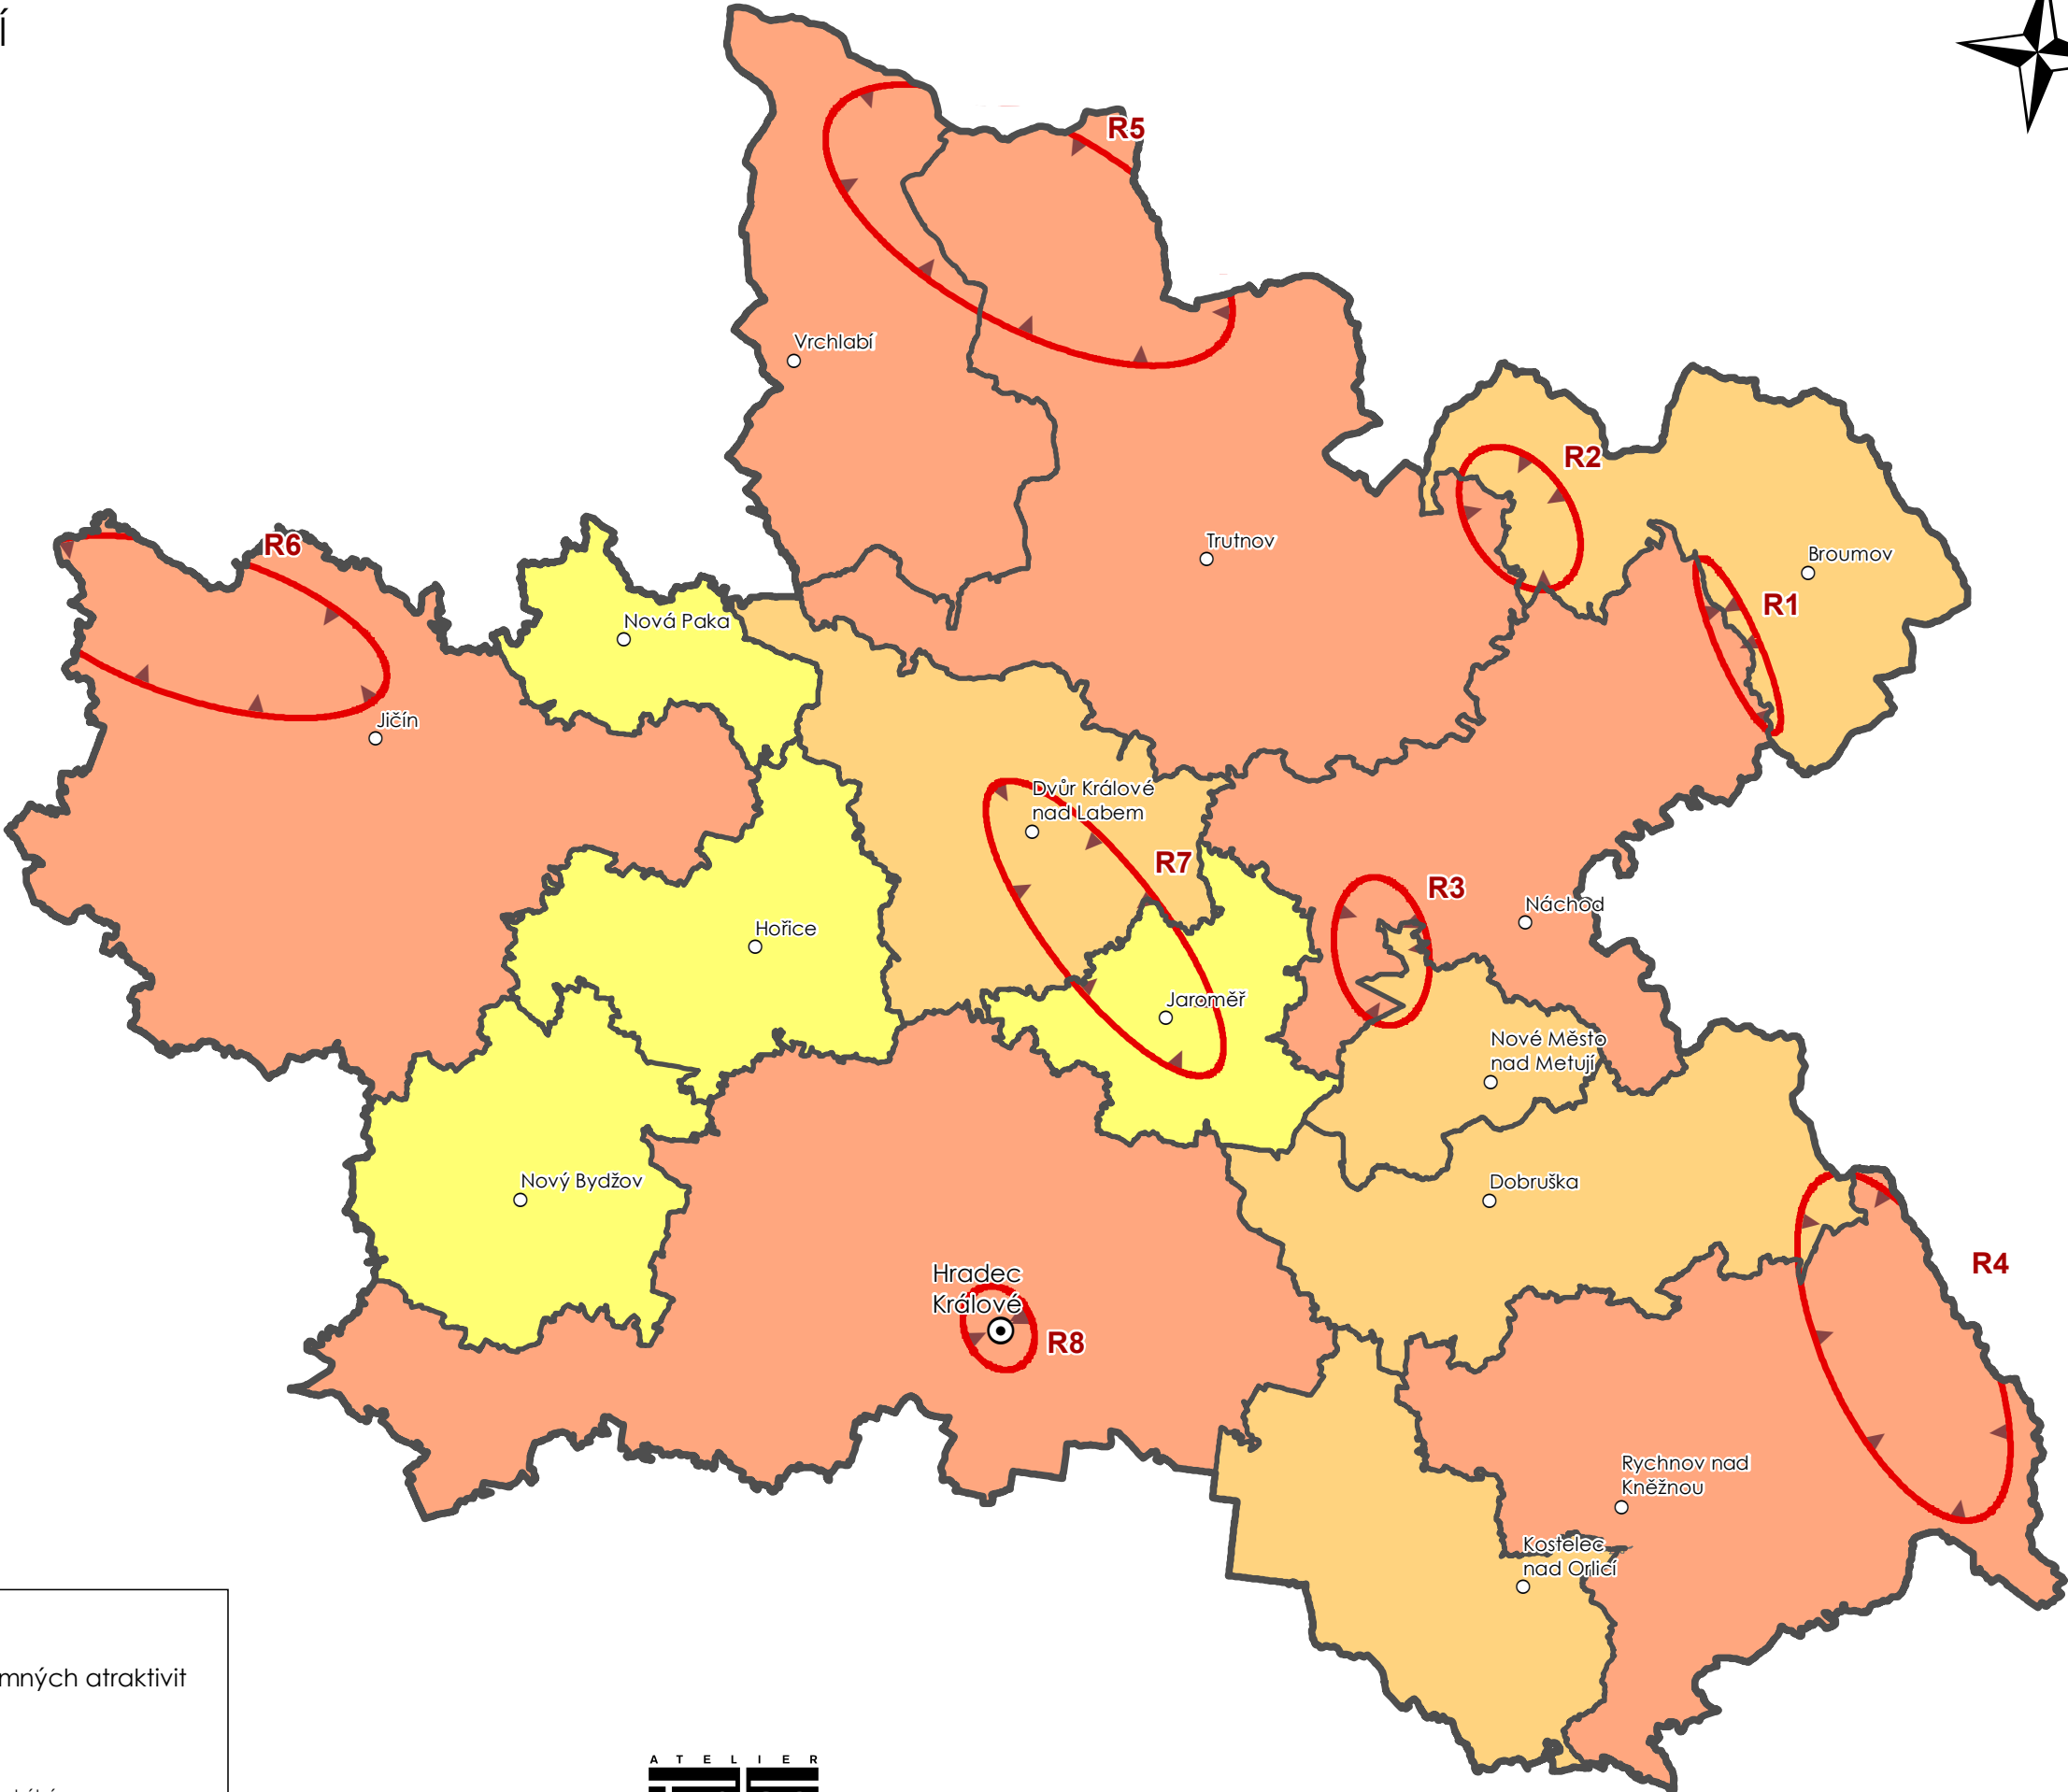 Í
R5
Vrchlabí
R2
Trutnov
Broumov
R6
R1
Nová Paka
Jičín
Dvůr Králové
nad Labem
R7
R3
Náchod
Hořice
Jaroměř
Nové Město
nad Metují
Nový Bydžov
Dobruška
R4
Hradec
Králové
R8
Rychnov nad
Kněžnou
Kostelec
nad Orlicí
mných atraktivit
ATELIER